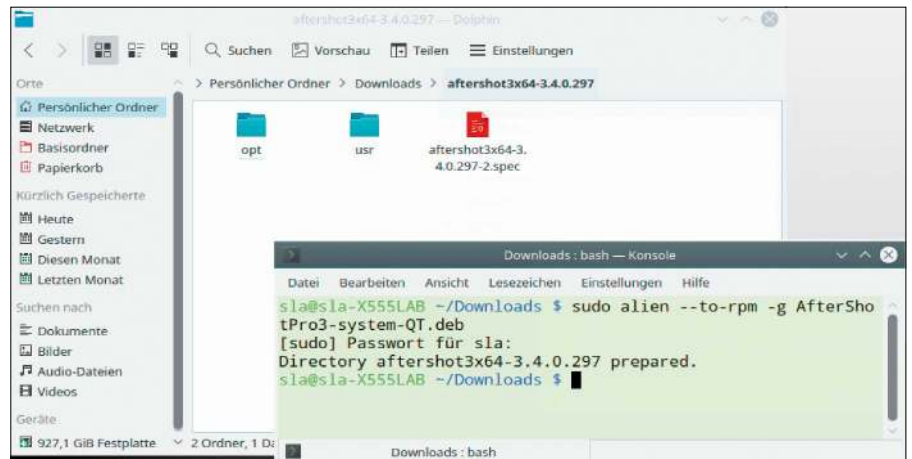 aftershot3x64-3.4.0.297 — Dolphin
Suchen Vorschau Teilen Einstellungen
Orte
Persönlicher Ordner
Netzwerk
Basisordner
Papierkorb
Kürzlich Gespeicherte
Heute
Gestern
Diesen Monat
Letzten Monat
Suchen nach
Dokumente
Bilder
Audio-Dateien
Videos
Geräte
927,1 GiB Festplatte
> Persönlicher Ordner > Downloads > aftershot3x64-3.4.0.297
opt
usr
aftershot3x64-3.
4.0.297-2.spec
2 Ordner, 1 Da
Downloads : bash — Konsole
Datei Bearbeiten Ansicht Lesezeichen Einstellungen Hilfe
sla@sla-X555LAB ~/Downloads $ sudo alien --to-rpm -g AfterSho
tPro3-system-QT.deb
[sudo] Passwort für sla:
Directory aftershot3x64-3.4.0.297 prepared.
sla@sla-X555LAB ~/Downloads $
Downloads : bash